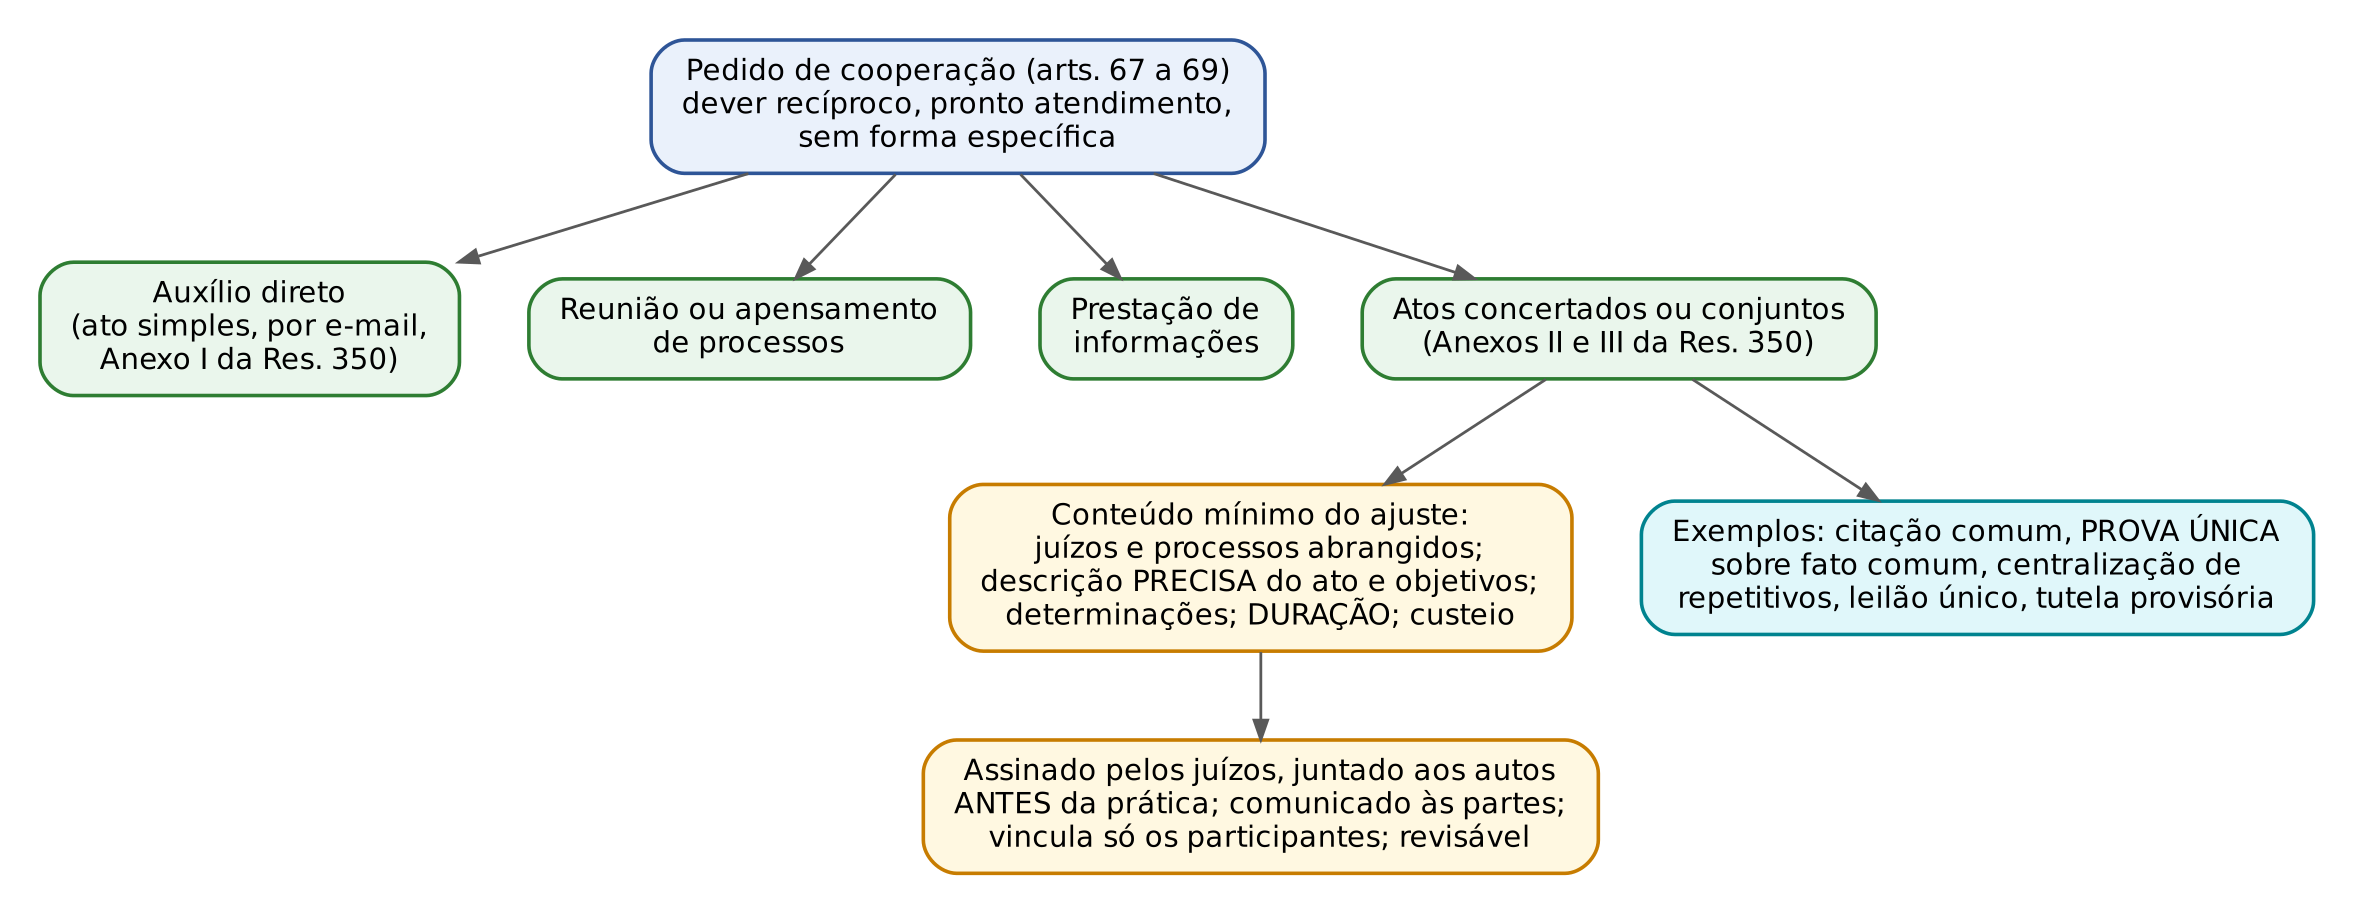 Pedido de cooperação (arts. 67 a 69)
dever recíproco, pronto atendimento,
sem forma específica
Auxílio direto
(ato simples, por e-mail,
Anexo I da Res. 350)
Reunião ou apensamento
de processos
Prestação de
informações
Atos concertados ou conjuntos
(Anexos II e III da Res. 350)
Conteúdo mínimo do ajuste:
juízos e processos abrangidos;
descrição PRECISA do ato e objetivos;
determinações; DURAÇÃO; custeio
Exemplos: citação comum, PROVA ÚNICA
sobre fato comum, centralização de
repetitivos, leilão único, tutela provisória
Assinado pelos juízos, juntado aos autos
ANTES da prática; comunicado às partes;
vincula só os participantes; revisável